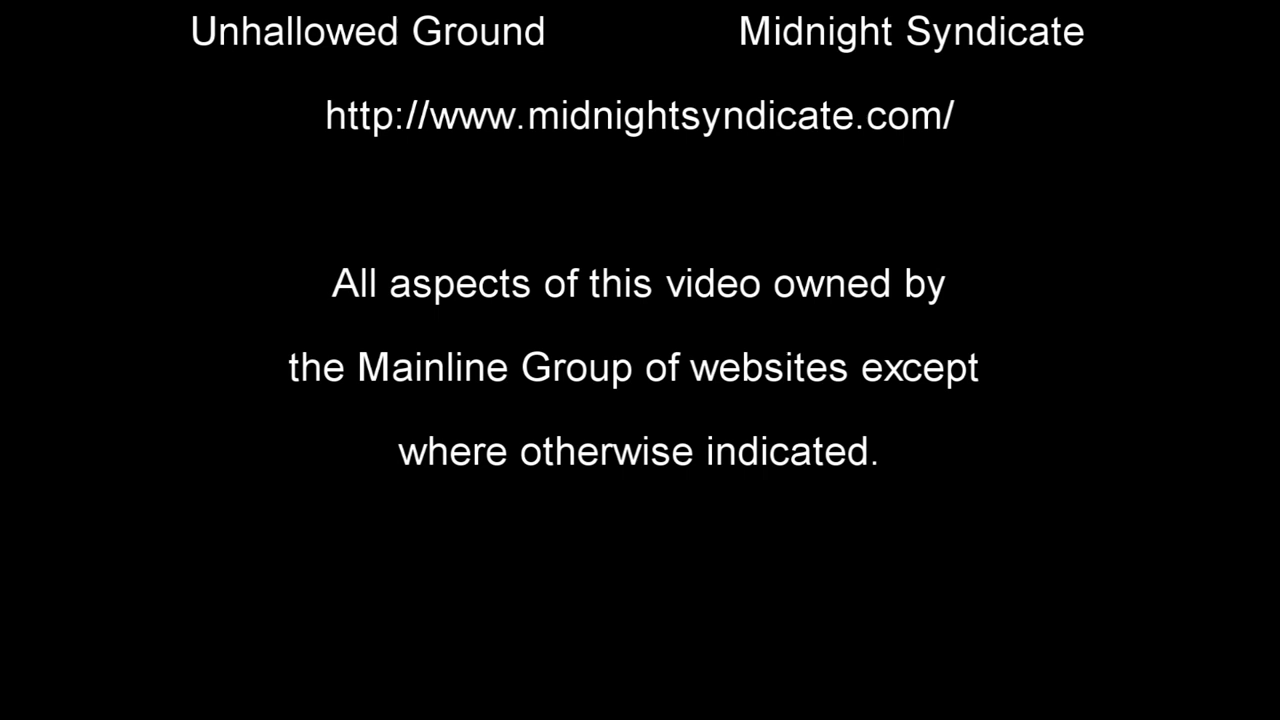 Unhallowed Ground Midnight Syndicate
http://www.midnightsyndicate.com/
All aspects of this video owned by
the Mainline Group of websites except
where otherwise indicated.